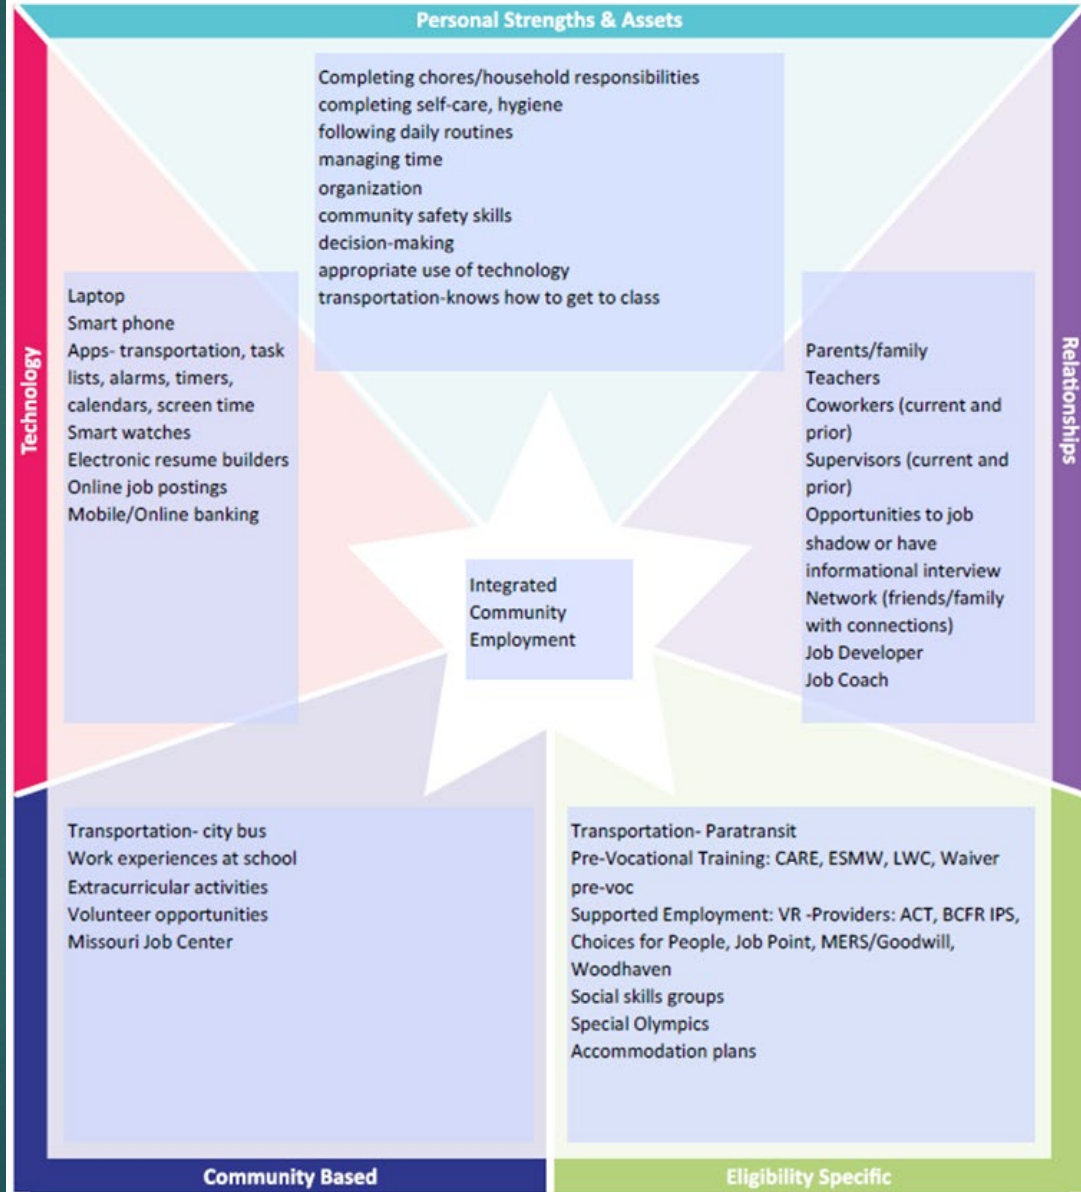 Personal Strengths & Assets
Completing chores/household responsibilities
completing self-care, hygiene
following daily routines
managing time
organization
community safety skills
decision-making
appropriate use of technology
transportation-knows how to get to class
Technology
Laptop
Smart phone
Apps- transportation, task
lists, alarms, timers,
calendars, screen time
Smart watches
Electronic resume builders
Online job postings
Mobile/Online banking
Relationships
Parents/family
Teachers
Coworkers (current and
prior)
Supervisors (current and
prior)
Opportunities to job
shadow or have
informational interview
Network (friends/family
with connections)
Job Developer
Job Coach
Integrated
Community
Employment
Transportation- city bus
Work experiences at school
Extracurricular activities
Volunteer opportunities
Missouri Job Center
Community Based
Transportation- Paratransit
Pre-Vocational Training: CARE, ESMW, LWC, Waiver
pre-voc
Supported Employment: VR -Providers: ACT, BCFR IPS,
Choices for People, Job Point, MERS/Goodwill,
Woodhaven
Social skills groups
Special Olympics
Accommodation plans
Eligibility Specific